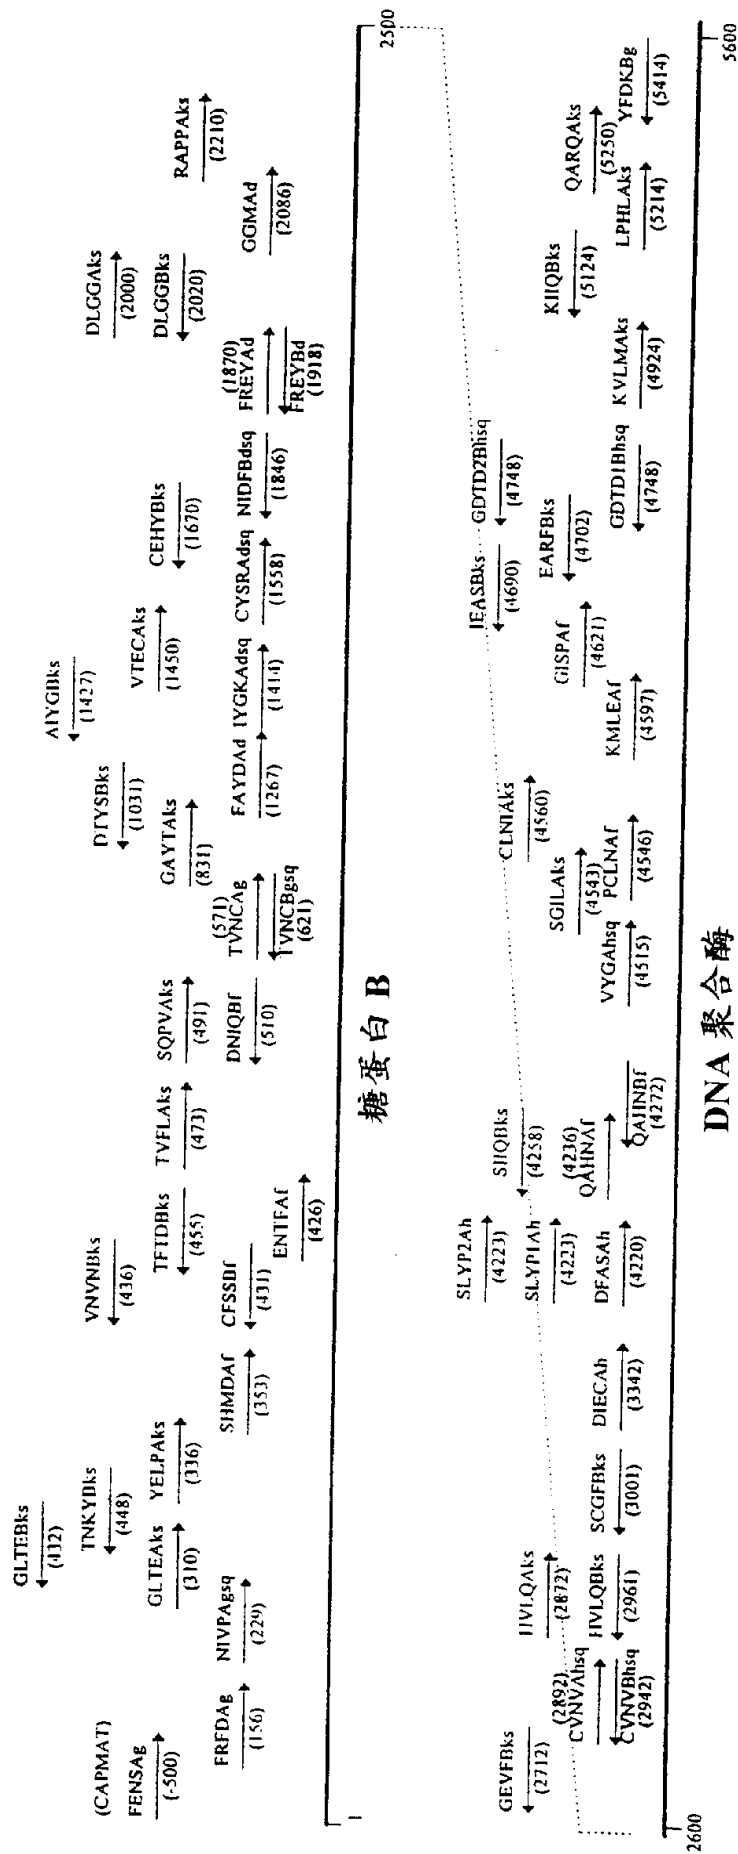 (CAPMAT)
FENSAg
(-500)
FRFDAg
(156)
NIVPAgsq
(229)
GLTEBks
(432)
TNKYBks
(448)
GLTEAks
(310)
YELPAks
(336)
SHMDAf
(353)
VNVNBks
(436)
TFTDBks
(455)
CFSSBf
(431)
ENTFAf
(426)
TVFLAks
(473)
SQPVAks
(491)
DNIQBf
(510)
(571)
TVNCAg
TVNCBgsq
(621)
GAYTAks
(831)
DTYSBks
(1031)
FAYDAd
(1267)
AIYGBks
(1427)
IYGKAdsq
(1414)
VTECAks
(1450)
CYSRAdsq
(1558)
CEHYBks
(1670)
NIDFBdsq
(1846)
(1870)
FREYAd
FREYBd
(1918)
DLGGAks
(2000)
DLGGBks
(2020)
GGMAd
(2086)
RAPPAks
(2210)
1
2500
糖蛋白 B
GEVFBks
(2712)
(2892)
CVNVAhsq
CVNVBhsq
(2942)
HVLQAks
(2872)
HVLQBks
(2961)
SCGFBks
(3001)
DIECAh
(3342)
SLYP2Ah
(4223)
SLYP1Ah
(4223)
DFASAh
(4220)
SHQBks
(4258)
(4236)
QAHNAf
QAHNBf
(4272)
VYGAhsq
(4515)
SGILAks
(4543)
PCLNAf
(4546)
CLNIAks
(4560)
KMLEAf
(4597)
GISPAf
(4621)
IEASBks
(4690)
EARFBks
(4702)
GDTD2Bhsq
(4748)
GDTD1Bhsq
(4748)
KVLMAks
(4924)
KIIQBks
(5124)
LPHLAks
(5214)
QARQAks
(5250)
YFDKBg
(5414)
2600
5600
DNA 聚合酶